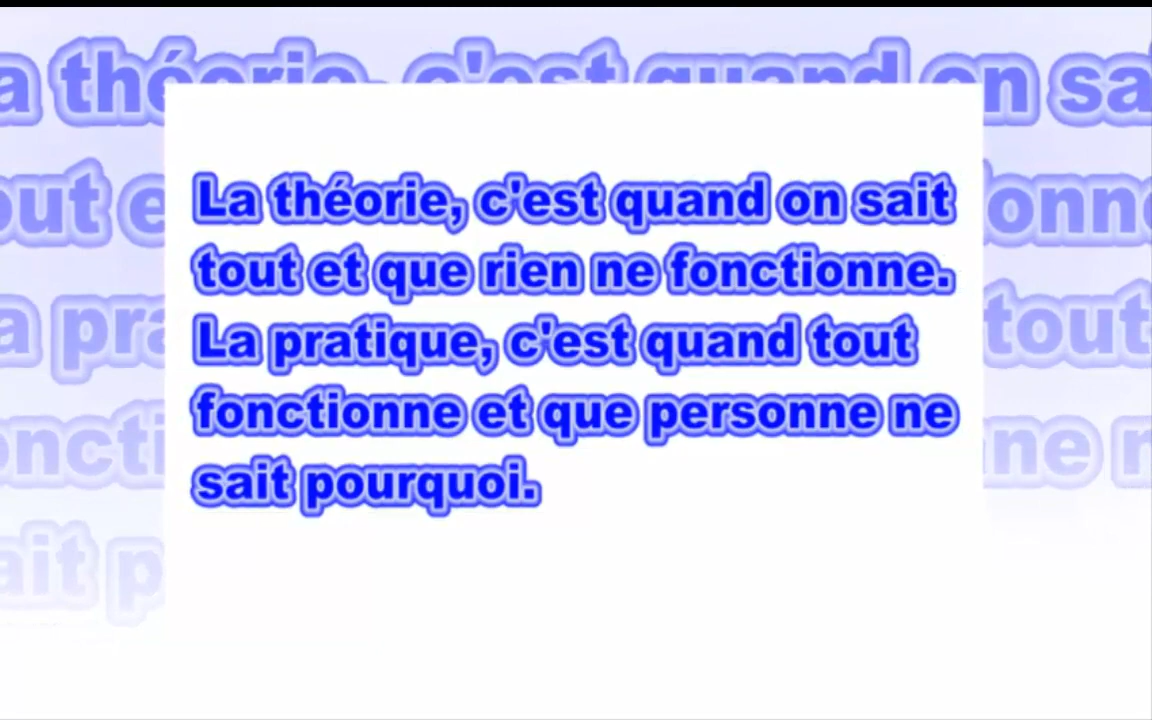 La théorie, c'est quand on sait
tout et que rien ne fonctionne.
La pratique, c'est quand tout
fonctionne et que personne ne
sait pourquoi.